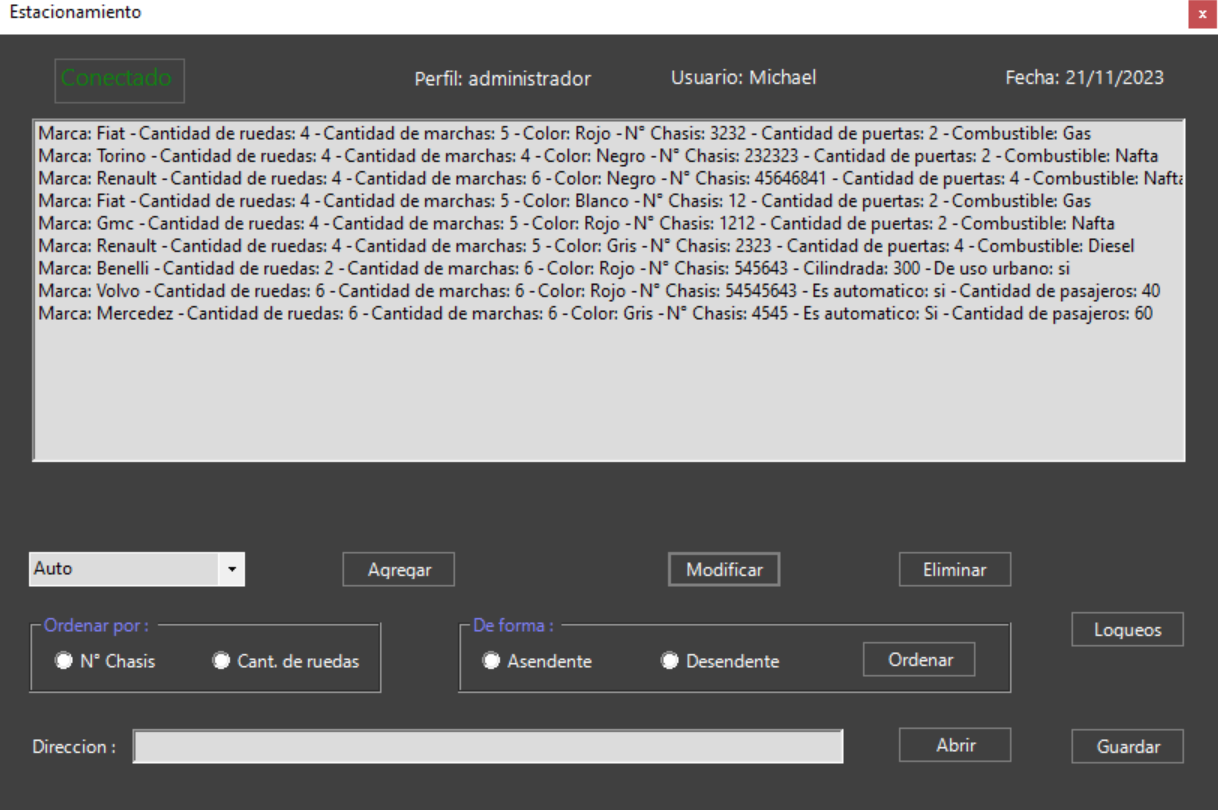 Estacionamiento
x
Conectado Perfil: administrador Usuario: Michael Fecha: 21/11/2023
Marca: Fiat - Cantidad de ruedas: 4 - Cantidad de marchas: 5 - Color: Rojo - N° Chasis: 3232 - Cantidad de puertas: 2 - Combustible: Gas
Marca: Torino - Cantidad de ruedas: 4 - Cantidad de marchas: 4 - Color: Negro - N° Chasis: 232323 - Cantidad de puertas: 2 - Combustible: Nafta
Marca: Renault - Cantidad de ruedas: 4 - Cantidad de marchas: 6 - Color: Negro - N° Chasis: 45646841 - Cantidad de puertas: 4 - Combustible: Nafta
Marca: Fiat - Cantidad de ruedas: 4 - Cantidad de marchas: 5 - Color: Blanco - N° Chasis: 12 - Cantidad de puertas: 2 - Combustible: Gas
Marca: Gmc - Cantidad de ruedas: 4 - Cantidad de marchas: 5 - Color: Rojo - N° Chasis: 1212 - Cantidad de puertas: 2 - Combustible: Nafta
Marca: Renault - Cantidad de ruedas: 4 - Cantidad de marchas: 5 - Color: Gris - N° Chasis: 2323 - Cantidad de puertas: 4 - Combustible: Diesel
Marca: Benelli - Cantidad de ruedas: 2 - Cantidad de marchas: 6 - Color: Rojo - N° Chasis: 545643 - Cilindrada: 300 - De uso urbano: si
Marca: Volvo - Cantidad de ruedas: 6 - Cantidad de marchas: 6 - Color: Rojo - N° Chasis: 54545643 - Es automatico: si - Cantidad de pasajeros: 40
Marca: Mercedez - Cantidad de ruedas: 6 - Cantidad de marchas: 6 - Color: Gris - N° Chasis: 4545 - Es automatico: Si - Cantidad de pasajeros: 60
Auto Agregar Modificar Eliminar
Ordenar por : De forma :
Logueos
N° Chasis Cant. de ruedas Asendente Desendente Ordenar
Direccion : Abrir Guardar